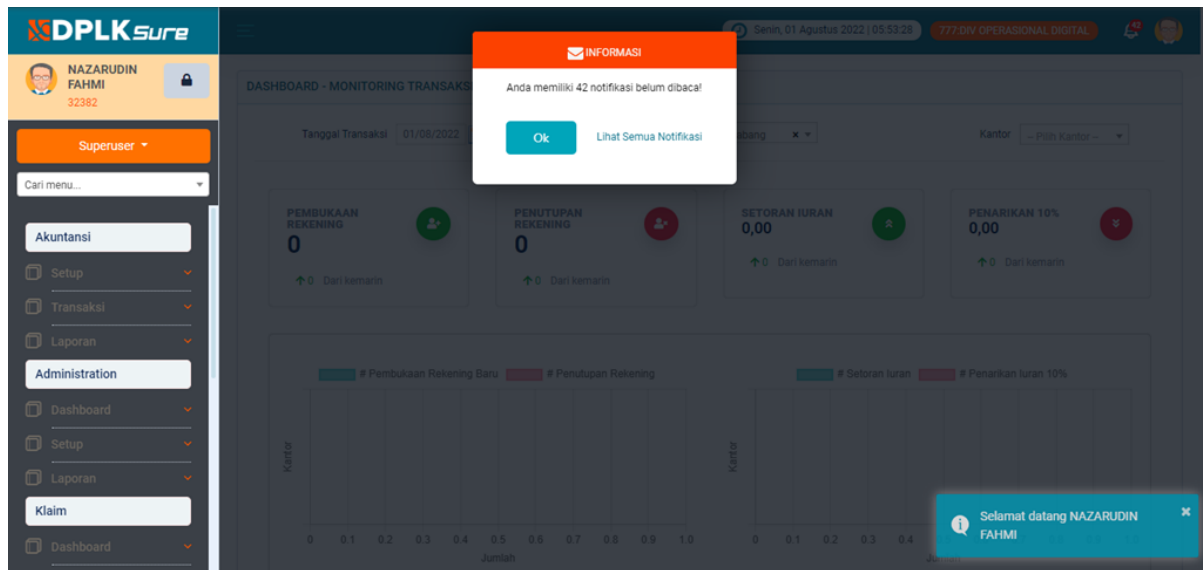 DPLKSure
NAZARUDIN
FAHMI
32382
Superuser
Cari menu...
Akuntansi
Setup
Transaksi
Laporan
Administration
Dashboard
Setup
Laporan
Klaim
Dashboard
Senin, 01 Agustus 2022 | 05:53:28
777:DIV OPERASIONAL DIGITAL
42
INFORMASI
Anda memiliki 42 notifikasi belum dibaca!
Ok
Lihat Semua Notifikasi
DASHBOARD - MONITORING TRANSAKS
Tanggal Transaksi
01/08/2022
abang
Kantor
-- Pilih Kantor --
PEMBUKAAN
REKENING
0
0 Dari kemarin
PENUTUPAN
REKENING
0
0 Dari kemarin
SETORAN IURAN
0,00
0 Dari kemarin
PENARIKAN 10%
0,00
0 Dari kemarin
# Pembukaan Rekening Baru
# Penutupan Rekening
Kantor
0 0.1 0.2 0.3 0.4 0.5 0.6 0.7 0.8 0.9 1.0
Jumlah
# Setoran Iuran
# Penarikan Iuran 10%
Kantor
0 0.1 0.2 0.3 0.4
Selamat datang NAZARUDIN
FAHMI